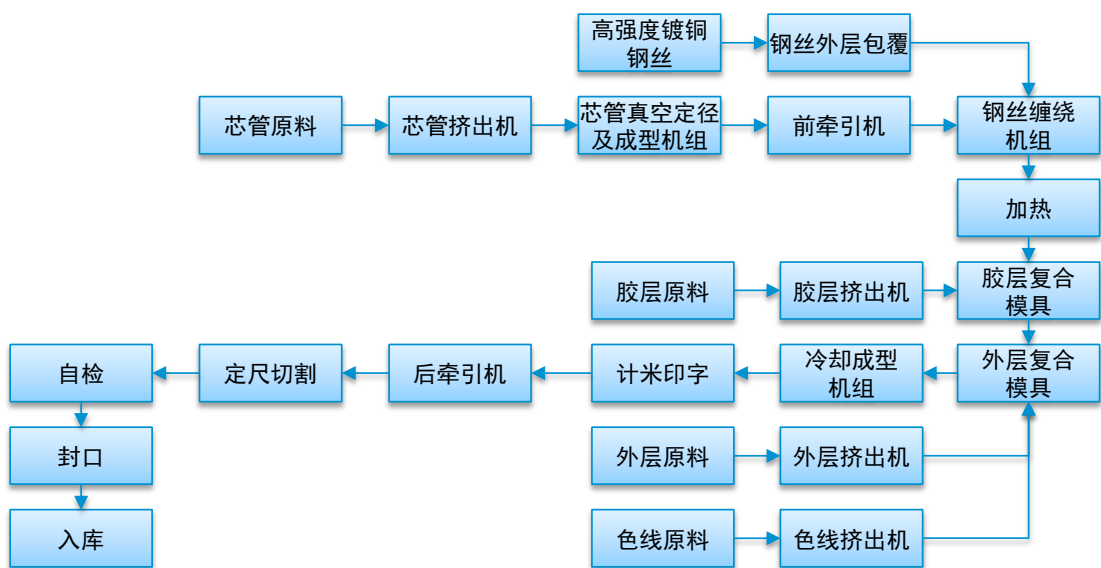 高强度镀铜
钢丝
钢丝外层包覆
芯管原料
芯管挤出机
芯管真空定径
及成型机组
前牵引机
钢丝缠绕
机组
加热
胶层原料
胶层挤出机
胶层复合
模具
自检
定尺切割
后牵引机
计米印字
冷却成型
机组
外层复合
模具
封口
外层原料
外层挤出机
入库
色线原料
色线挤出机